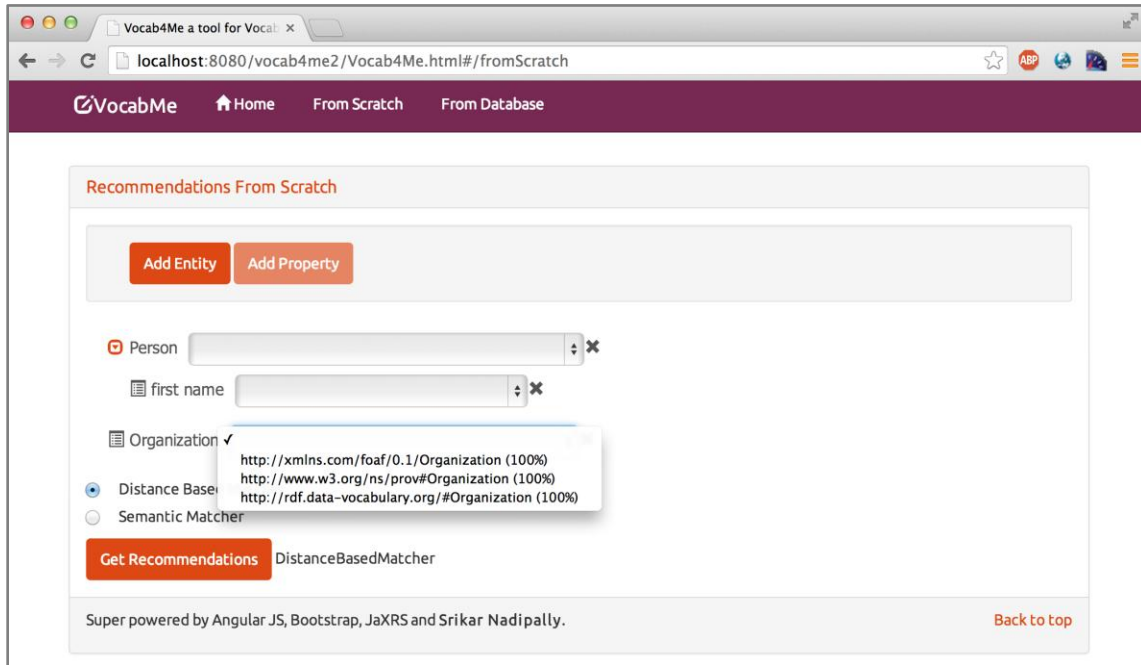 Vocab4Me a tool for Vocab
localhost:8080/vocab4me2/Vocab4Me.html#/fromScratch
ABP
VocabMe Home From Scratch From Database
Recommendations From Scratch
Add Entity Add Property
Person
first name
Organization
http://xmlns.com/foaf/0.1/Organization (100%)
http://www.w3.org/ns/prov#Organization (100%)
http://rdf.data-vocabulary.org/#Organization (100%)
Distance Base
Semantic Matcher
Get Recommendations DistanceBasedMatcher
Super powered by Angular JS, Bootstrap, JaXRS and Srikar Nadipally. Back to top